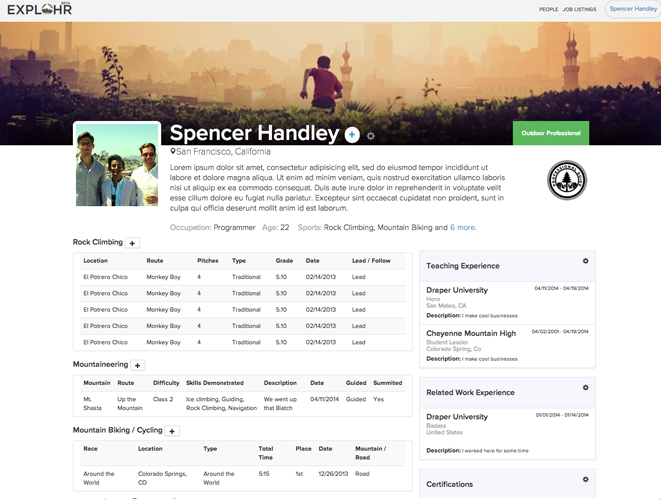 EXPLOHR BETA
PEOPLE JOB LISTINGS Spencer Handley
Spencer Handley +
Outdoor Professional
San Francisco, California
Lorem ipsum dolor sit amet, consectetur adipisicing elit, sed do eiusmod tempor incididunt ut
labore et dolore magna aliqua. Ut enim ad minim veniam, quis nostrud exercitation ullamco laboris
nisi ut aliquip ex ea commodo consequat. Duis aute irure dolor in reprehenderit in voluptate velit
esse cillum dolore eu fugiat nulla pariatur. Excepteur sint occaecat cupidatat non proident, sunt in
culpa qui officia deserunt mollit anim id est laborum.
Occupation: Programmer Age: 22 Sports: Rock Climbing, Mountain Biking and 6 more.
Rock Climbing +
Location Route Pitches Type Grade Date Lead / Follow
El Potrero Chico Monkey Boy 4 Traditional 5.10 02/14/2013 Lead
El Potrero Chico Monkey Boy 4 Traditional 5.10 02/14/2013 Lead
El Potrero Chico Monkey Boy 4 Traditional 5.10 02/14/2013 Lead
El Potrero Chico Monkey Boy 4 Traditional 5.10 02/14/2013 Lead
El Potrero Chico Monkey Boy 4 Traditional 5.10 02/14/2013 Lead
Mountaineering +
Mountain Route Difficulty Skills Demonstrated Description Date Guided Summited
Mt. Up the Class 2 Ice climbing, Guiding, We went up 04/11/2014 Guided Yes
Shasta Mountain Rock Climbing, Navigation that Biatch
Mountain Biking / Cycling +
Race Location Type Total Place Date Mountain /
Time Road
Around the Colorado Springs, Around the 5:15 1st 12/26/2013 Road
World CO World
Teaching Experience
Draper University 04/11/2014 - 04/19/2014
Hero
San Mateo, CA
Description: I make cool businesses
Cheyenne Mountain High 04/02/2001 - 04/19/2014
Student Leader
Colorado Spring, Co
Description: I make cool businesses
Related Work Experience
Draper University 01/01/2014 - 01/14/2014
Badass
United States
Description: I worked here for some time
Certifications